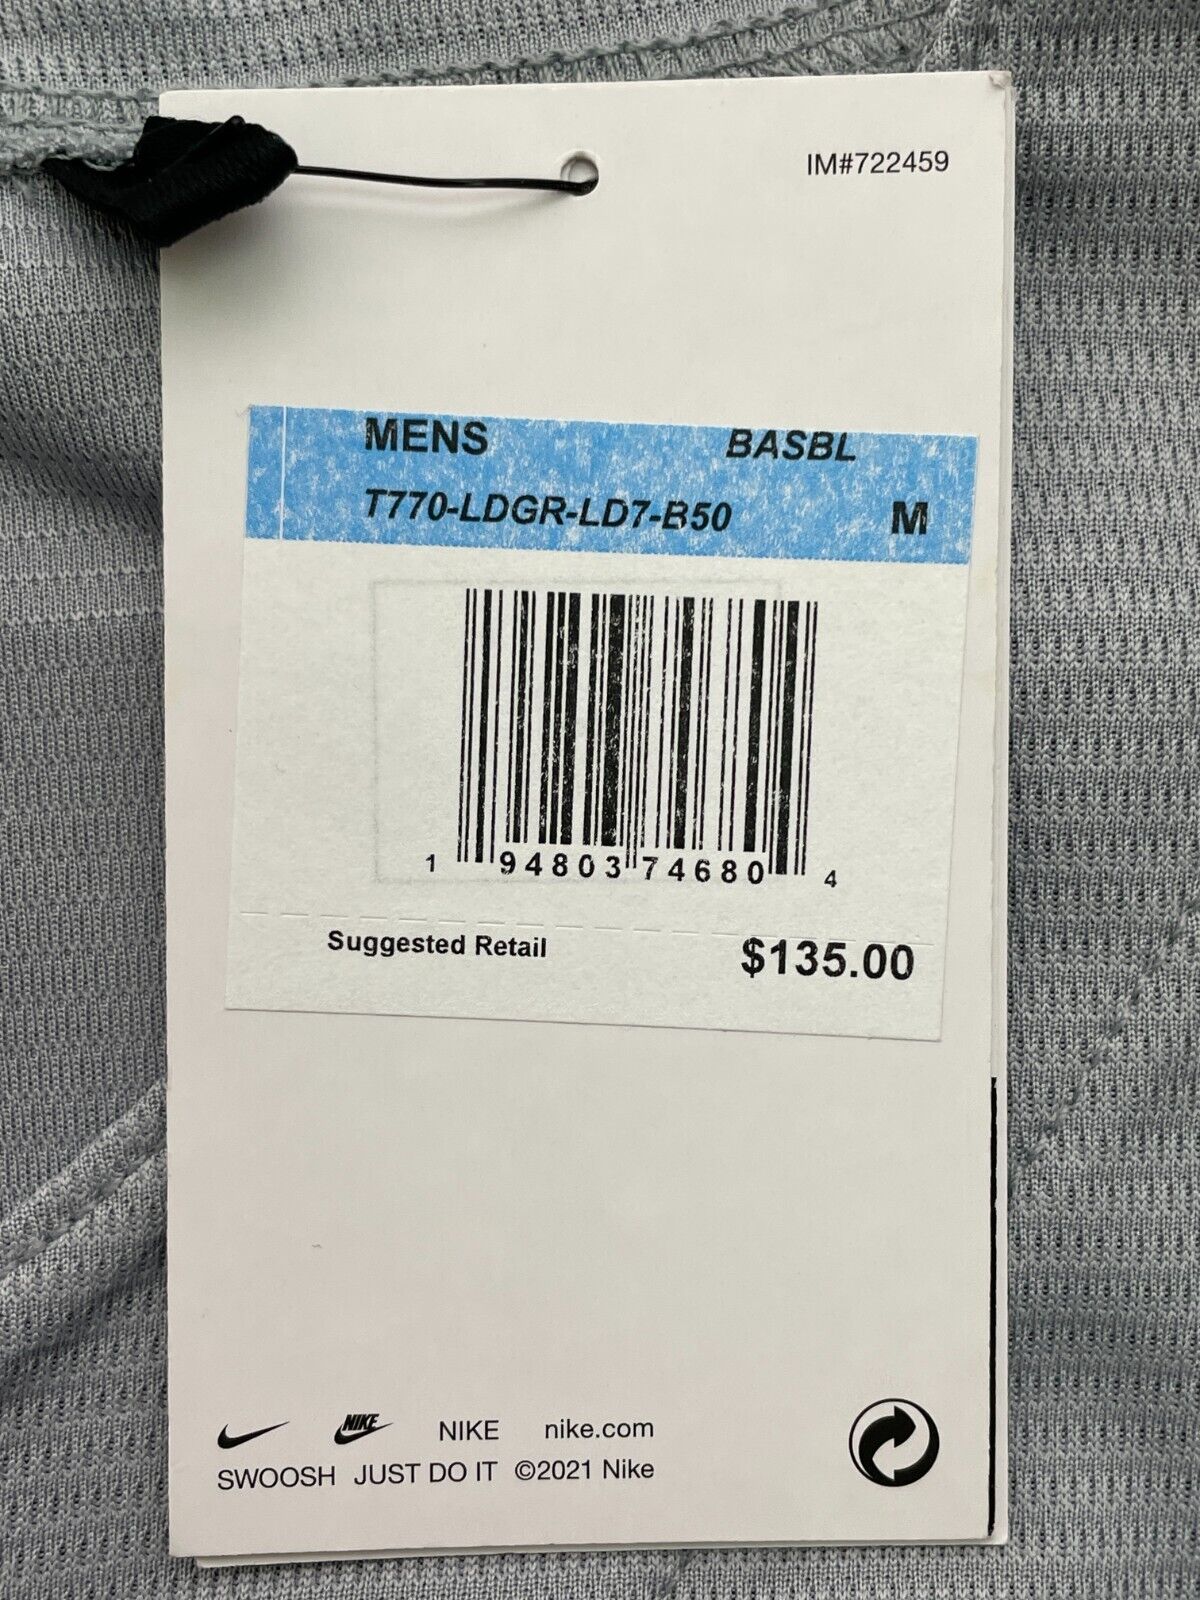 IM#722459
MENS BASBL
T770-LDGR-LD7-B50 M
1 94803 74680 4
Suggested Retail $135.00
NIKE NIKE nike.com
SWOOSH JUST DO IT ©2021 Nike